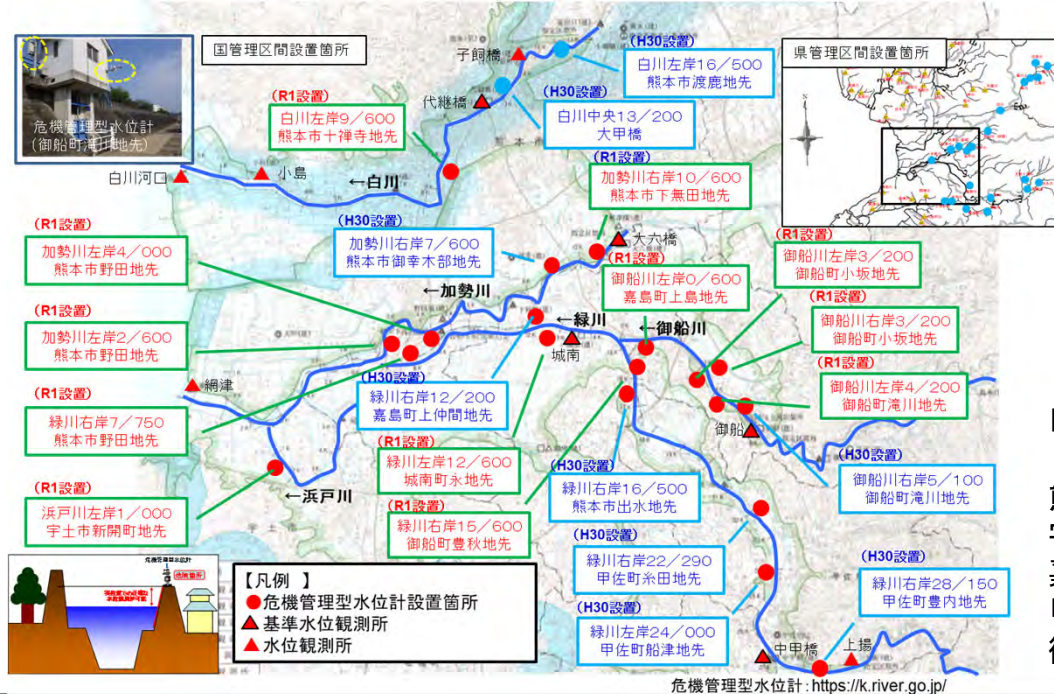 国管理区間設置箇所
県管理区間設置箇所
危機管理型水位計
(御船町滝川地先)
子飼橋
代継橋
白川河口
小島
←白川
(H30設置)
白川左岸16/500
熊本市渡鹿地先
(H30設置)
白川中央13/200
大甲橋
(R1設置)
白川左岸9/600
熊本市十禅寺地先
(R1設置)
加勢川右岸10/600
熊本市下無田地先
(H30設置)
加勢川右岸7/600
熊本市御幸木部地先
大六橋
(R1設置)
加勢川左岸4/000
熊本市野田地先
(R1設置)
御船川左岸0/600
嘉島町上島地先
(R1設置)
御船川左岸3/200
御船町小坂地先
←加勢川
←緑川
←御船川
城南
(R1設置)
御船川右岸3/200
御船町小坂地先
(R1設置)
加勢川左岸2/600
熊本市野田地先
網津
(R1設置)
御船川左岸4/200
御船町滝川地先
(H30設置)
緑川右岸12/200
嘉島町上仲間地先
(R1設置)
緑川右岸7/750
熊本市野田地先
御船
(R1設置)
緑川左岸12/600
城南町永地先
(H30設置)
緑川右岸16/500
熊本市出水地先
(H30設置)
御船川右岸5/100
御船町滝川地先
←浜戸川
(R1設置)
浜戸川左岸1/000
宇土市新開町地先
(R1設置)
緑川右岸15/600
御船町豊秋地先
(H30設置)
緑川右岸22/290
甲佐町糸田地先
(H30設置)
緑川右岸28/150
甲佐町豊内地先
(H30設置)
緑川左岸24/000
甲佐町船津地先
中甲橋
上揚
危機管理型水位計
危険箇所
【凡例 】
危機管理型水位計設置箇所
基準水位観測所
水位観測所
危機管理型水位計:https://k.river.go.jp/